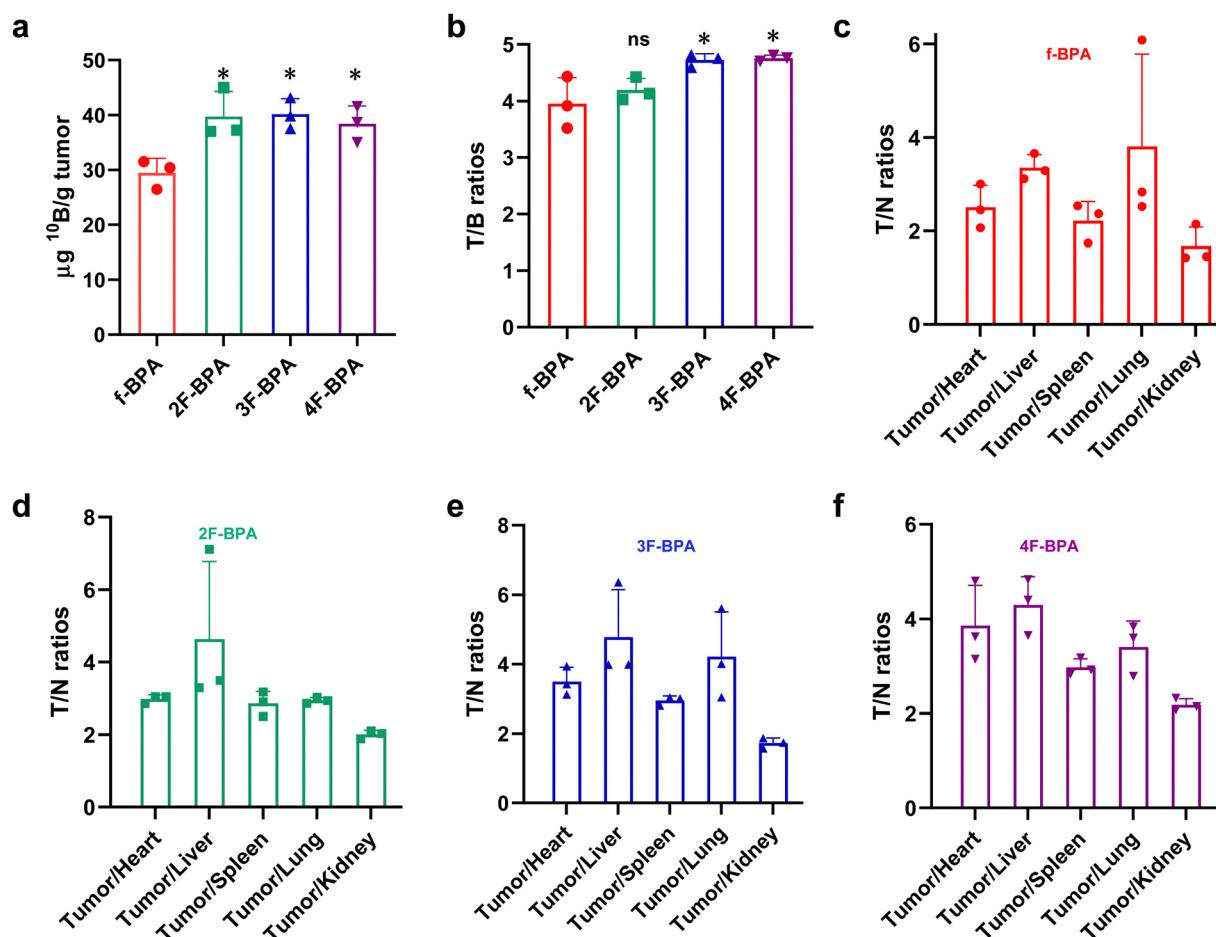 a
μg ¹⁰B/g tumor
50
40
30
20
10
0
*
*
*
f-BPA
2F-BPA
3F-BPA
4F-BPA
b
T/B ratios
5
4
3
2
1
0
ns
*
*
f-BPA
2F-BPA
3F-BPA
4F-BPA
c
f-BPA
T/N ratios
6
4
2
0
Tumor/Heart
Tumor/Liver
Tumor/Spleen
Tumor/Lung
Tumor/Kidney
d
2F-BPA
T/N ratios
8
6
4
2
0
Tumor/Heart
Tumor/Liver
Tumor/Spleen
Tumor/Lung
Tumor/Kidney
e
3F-BPA
T/N ratios
8
6
4
2
0
Tumor/Heart
Tumor/Liver
Tumor/Spleen
Tumor/Lung
Tumor/Kidney
f
4F-BPA
T/N ratios
6
4
2
0
Tumor/Heart
Tumor/Liver
Tumor/Spleen
Tumor/Lung
Tumor/Kidney